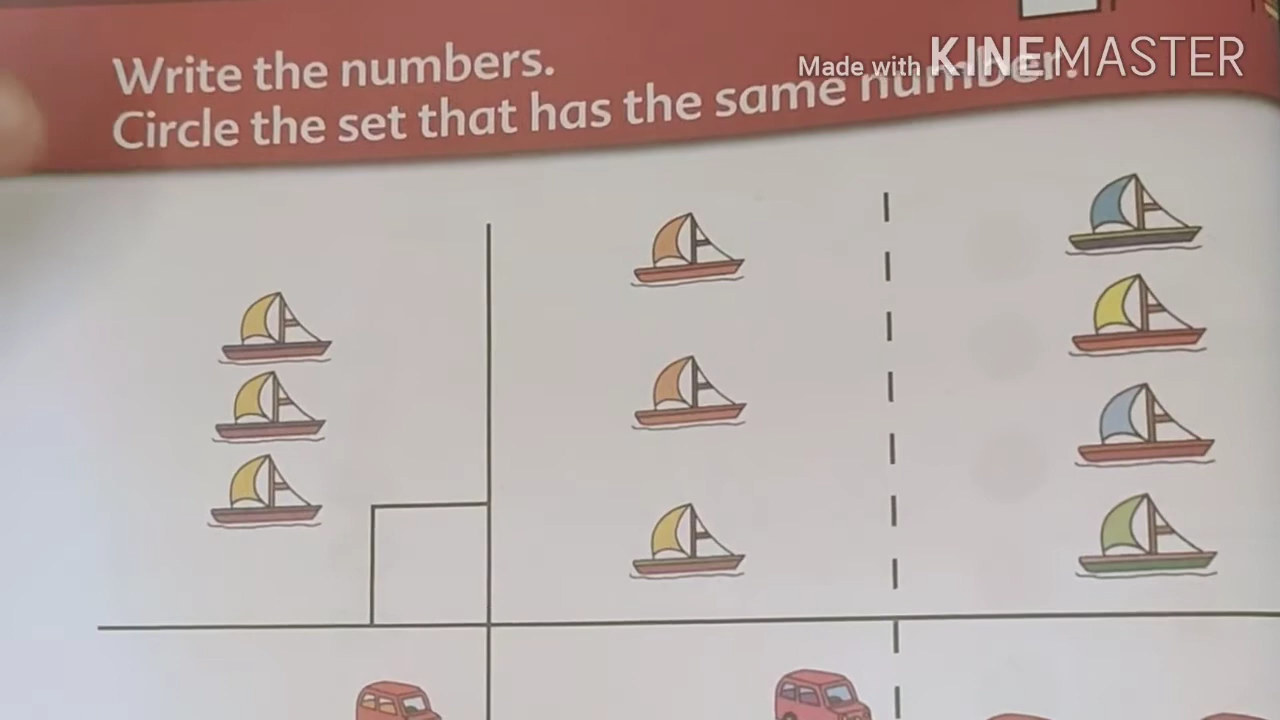 Write the numbers.
Circle the set that has the same number.
Made with KINEMASTER